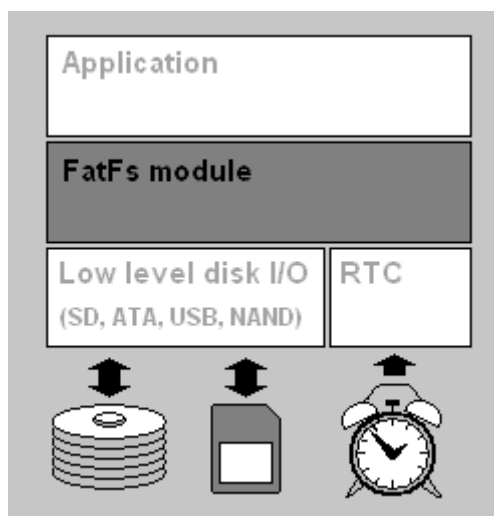 Application
FatFs module
Low level disk I/O
(SD, ATA, USB, NAND)
RTC